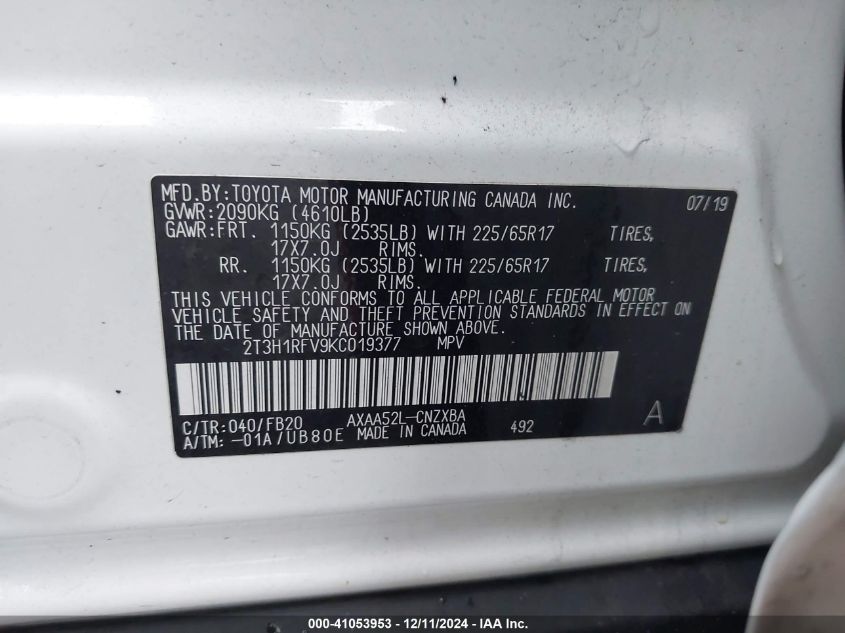 MFD.BY:TOYOTA MOTOR MANUFACTURING CANADA INC. 07/19
GVWR:2090KG (4610LB)
GAWR:FRT. 1150KG (2535LB) WITH 225/65R17 TIRES,
17X7.0J RIMS.
RR. 1150KG (2535LB) WITH 225/65R17 TIRES,
17X7.0J RIMS.
THIS VEHICLE CONFORMS TO ALL APPLICABLE FEDERAL MOTOR
VEHICLE SAFETY AND THEFT PREVENTION STANDARDS IN EFFECT ON
THE DATE OF MANUFACTURE SHOWN ABOVE.
2T3H1RFV9KC019377 MPV
C/TR:040/FB20 AXAA52L-CNZXBA A
A/TM: -01A/UB80E MADE IN CANADA 492
000-41053953 - 12/11/2024 - IAA Inc.